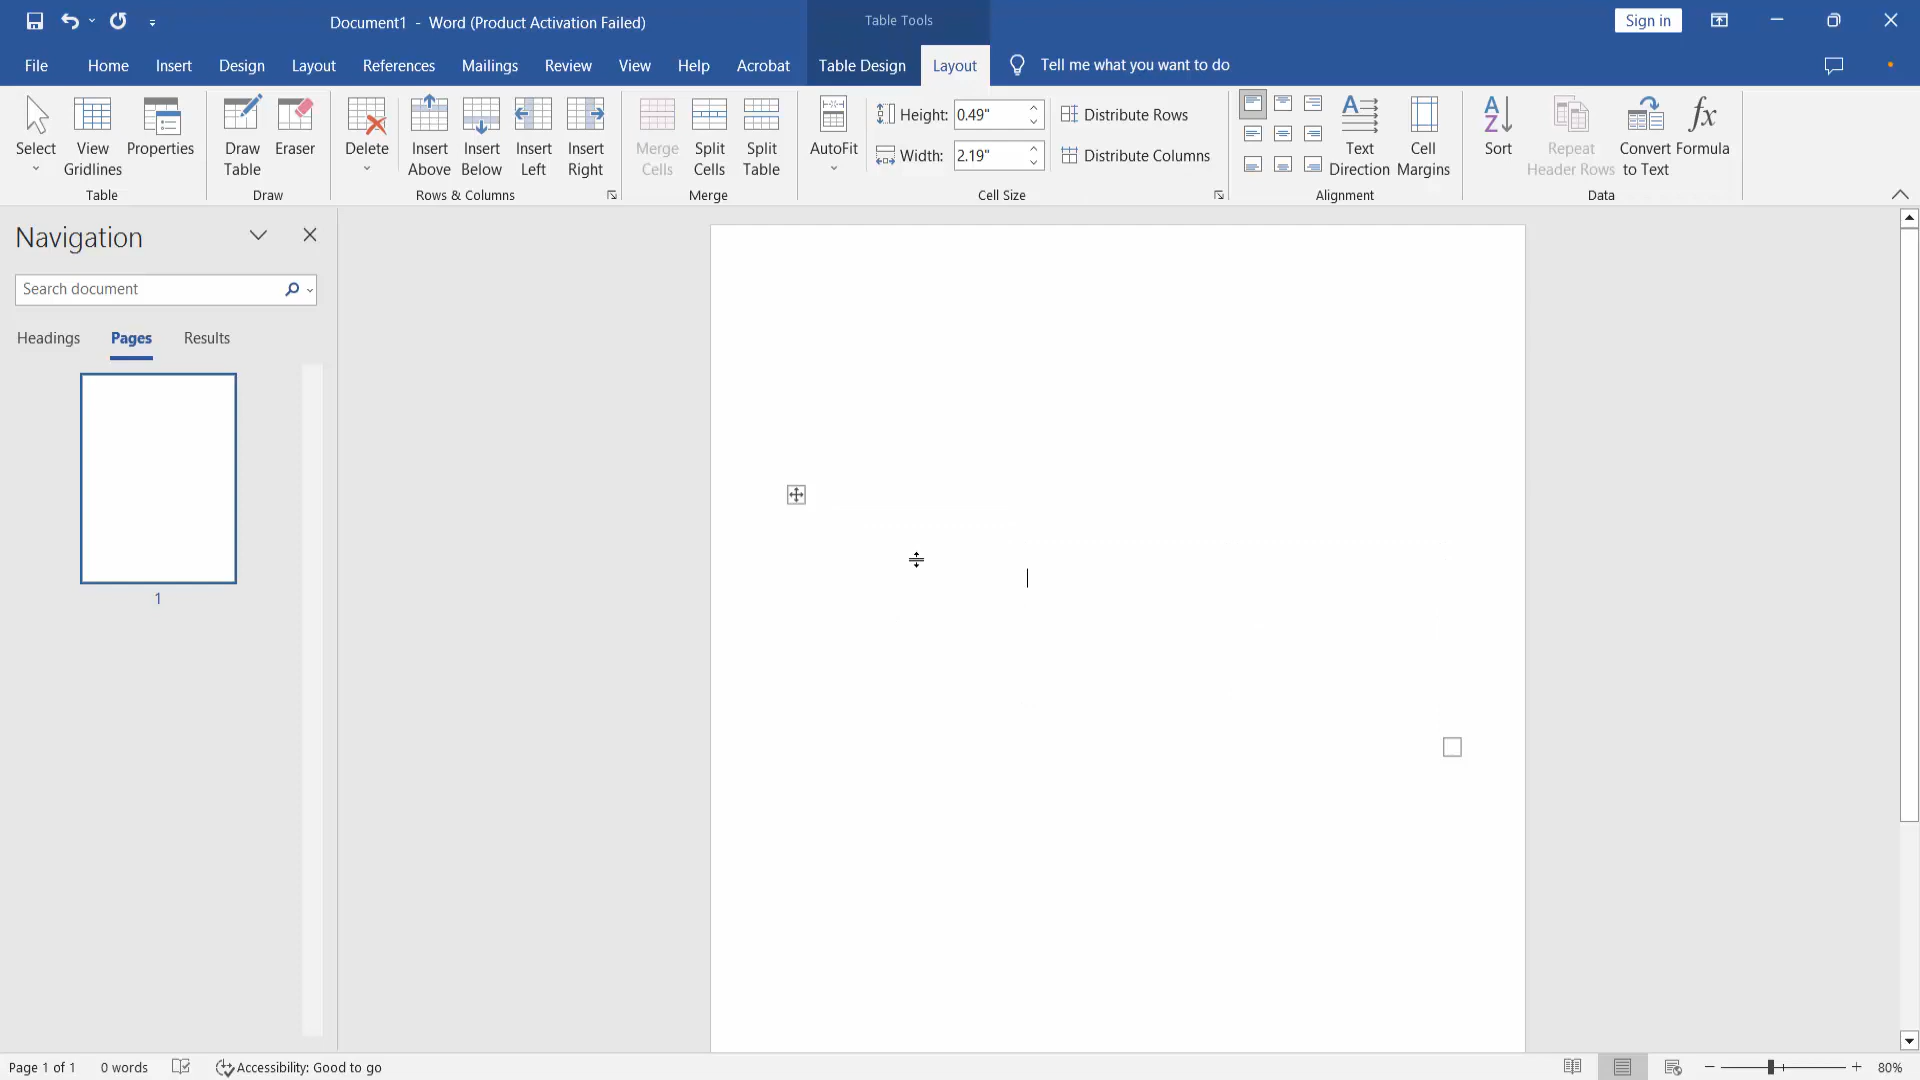 Document1 - Word (Product Activation Failed)
Table Tools
Sign in
File Home Insert Design Layout References Mailings Review View Help Acrobat Table Design Layout Tell me what you want to do
Select
View
Gridlines
Properties
Table
Draw
Table
Eraser
Draw
Delete
Insert
Above
Insert
Below
Insert
Left
Insert
Right
Rows & Columns
Merge
Cells
Split
Cells
Split
Table
Merge
AutoFit
Height: 0.49"
Width: 2.19"
Distribute Rows
Distribute Columns
Cell Size
Text
Direction
Cell
Margins
Alignment
A
Z
Sort
Repeat
Header Rows
Convert
to Text
fx
Formula
Data
Navigation
Search document
Headings Pages Results
1
Page 1 of 1 0 words Accessibility: Good to go 80%